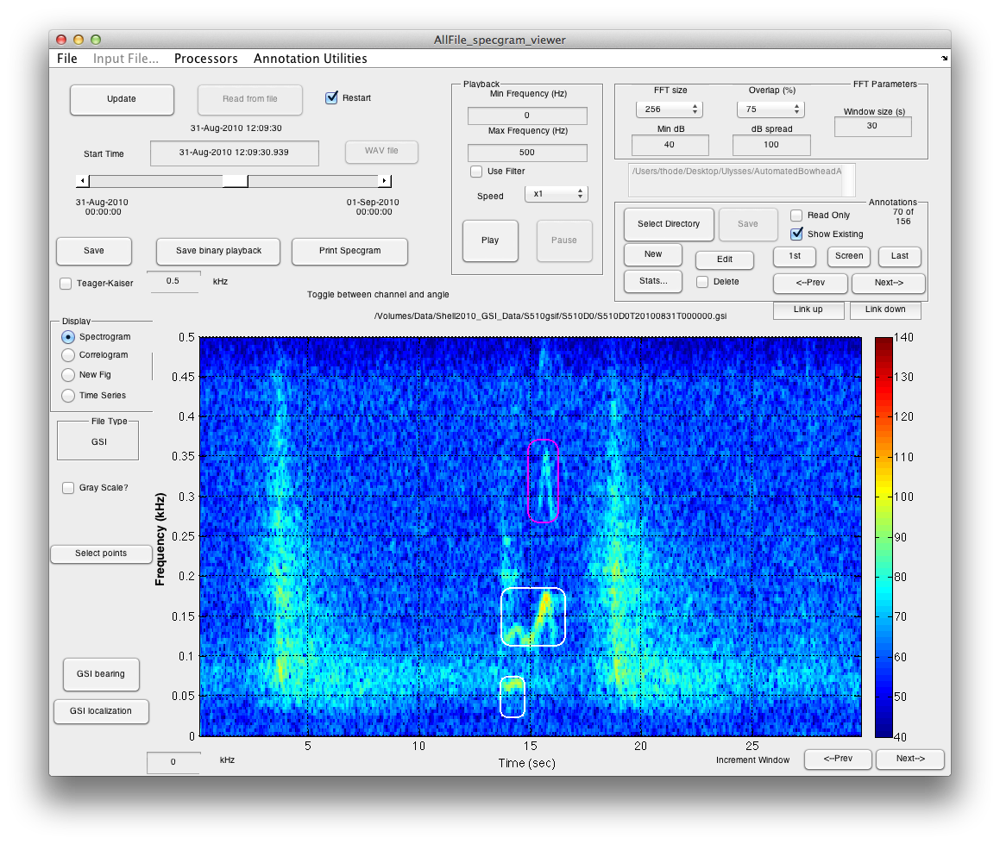 AllFile_specgram_viewer
File Input File... Processors Annotation Utilities
Update
Read from file
Restart
31-Aug-2010 12:09:30
Start Time
31-Aug-2010 12:09:30.939
WAV file
31-Aug-2010
00:00:00
01-Sep-2010
00:00:00
Save
Save binary playback
Print Specgram
Teager-Kaiser
0.5
kHz
Toggle between channel and angle
Playback
Min Frequency (Hz)
0
Max Frequency (Hz)
500
Use Filter
Speed
x1
Play
Pause
FFT Parameters
FFT size
256
Overlap (%)
75
Window size (s)
30
Min dB
40
dB spread
100
/Users/thode/Desktop/Ulysses/AutomatedBowheadA
Annotations
70 of
156
Select Directory
Save
Read Only
Show Existing
New
Edit
1st
Screen
Last
Stats...
Delete
<--Prev
Next-->
Link up
Link down
/Volumes/Data/Shell2010_GSI_Data/S510gsif/S510D0/S510D0T20100831T000000.gsi
Display
Spectrogram
Correlogram
New Fig
Time Series
File Type
GSI
Gray Scale?
Select points
GSI bearing
GSI localization
0
kHz
Frequency (kHz)
0.5
0.45
0.4
0.35
0.3
0.25
0.2
0.15
0.1
0.05
0
5 10 15 20 25
Time (sec)
140
130
120
110
100
90
80
70
60
50
40
Increment Window
<--Prev
Next-->